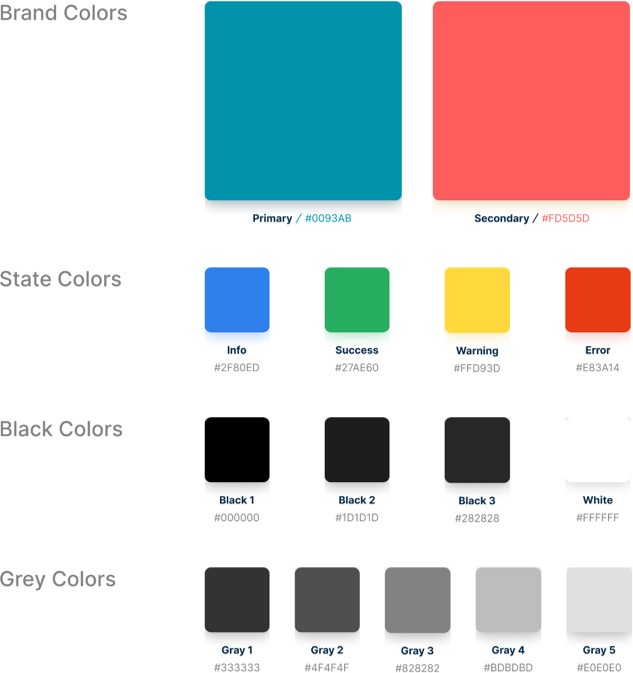 Brand Colors
Primary / #0093AB
Secondary / #FD5D5D
State Colors
Info
Success
Warning
Error
#2F80ED
#27AE60
#FFD93D
#E83A14
Black Colors
Black 1
Black 2
Black 3
White
#000000
#1D1D1D
#282828
#FFFFFF
Grey Colors
Gray 1
Gray 2
Gray 3
Gray 4
Gray 5
#333333
#4F4F4F
#828282
#BDBDBD
#E0E0E0